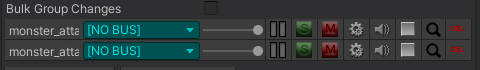 Bulk Group Changes
monster_atta [NO BUS] S M
monster_atta [NO BUS] S M